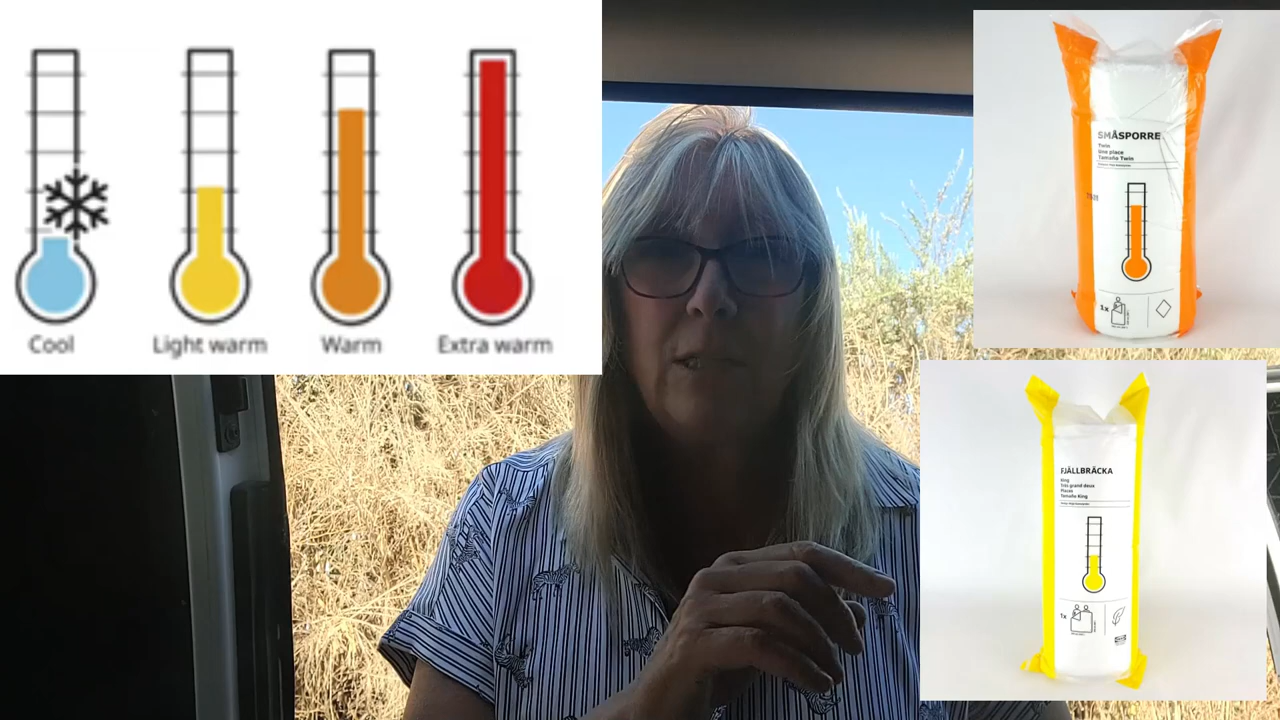 Cool
Light warm
Warm
Extra warm
SMÅSPORRE
Twin
Une place
Tamaño Twin
1x
FJÄLLBRÄCKA
King
Très grand deux
Places
Tamaño King
1x